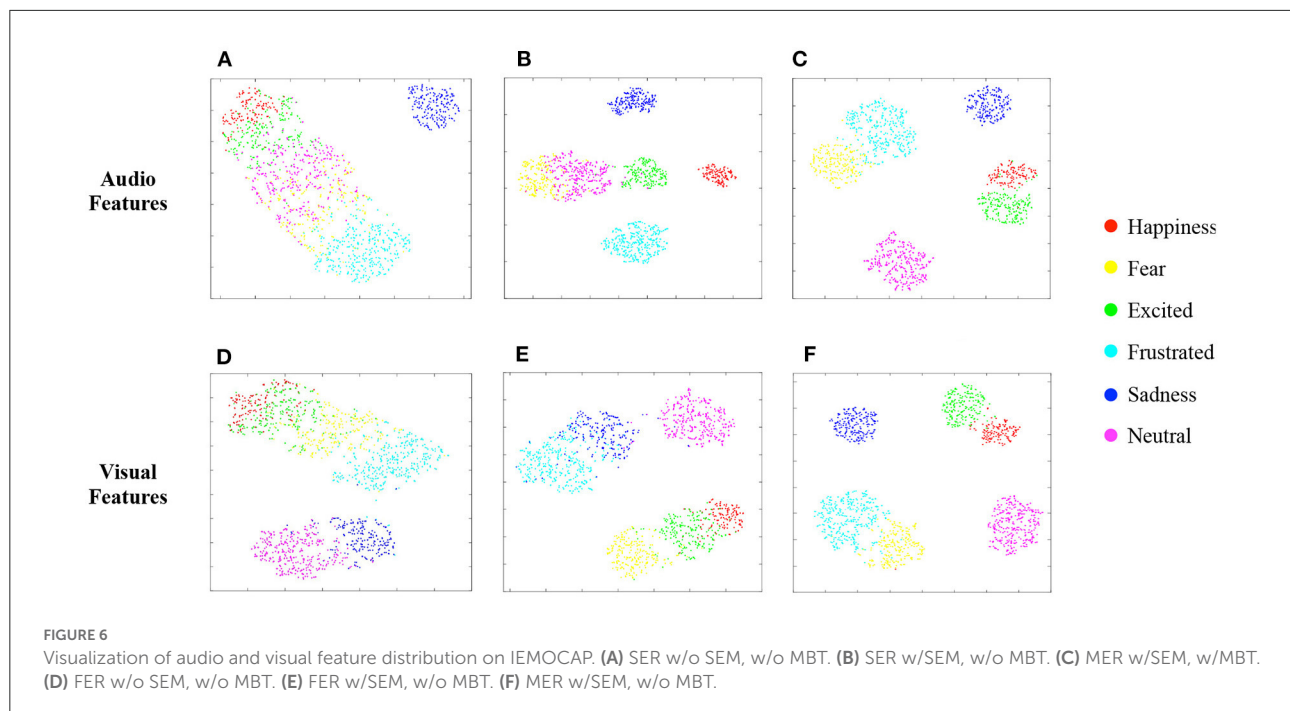 A
B
C
Audio
Features
Happiness
Fear
Excited
Frustrated
Sadness
Neutral
D
E
F
Visual
Features
FIGURE 6
Visualization of audio and visual feature distribution on IEMOCAP. (A) SER w/o SEM, w/o MBT. (B) SER w/SEM, w/o MBT. (C) MER w/SEM, w/MBT.
(D) FER w/o SEM, w/o MBT. (E) FER w/SEM, w/o MBT. (F) MER w/SEM, w/o MBT.